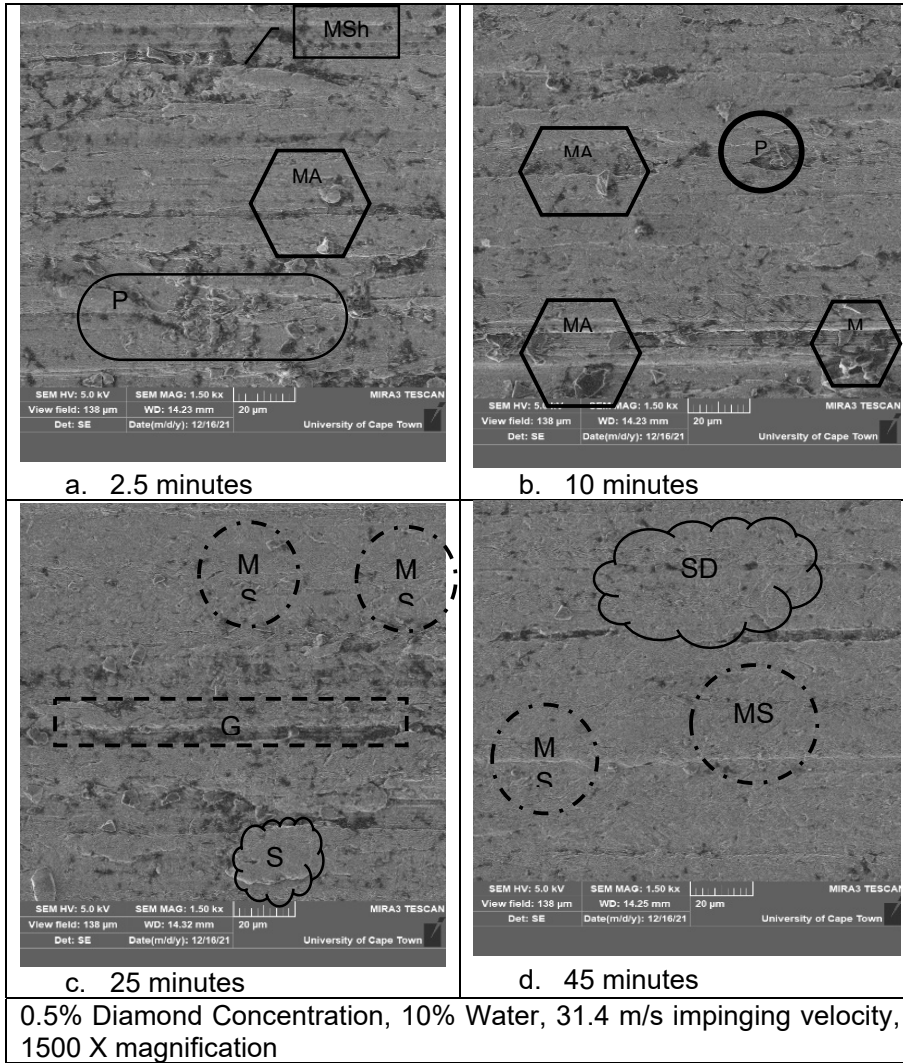 MSh
MA
P
SEM HV: 5.0 kV SEM MAG: 1.50 kx MIRA3 TESCAN
View field: 138 µm WD: 14.23 mm 20 µm
Det: SE Date(m/d/y): 12/16/21 University of Cape Town
a. 2.5 minutes
MA
P
MA
M
SEM HV: 5.0 kV SEM MAG: 1.50 kx MIRA3 TESCAN
View field: 138 µm WD: 14.23 mm 20 µm
Det: SE Date(m/d/y): 12/16/21 University of Cape Town
b. 10 minutes
M M
S S
G
S
SEM HV: 5.0 kV SEM MAG: 1.50 kx MIRA3 TESCAN
View field: 138 µm WD: 14.32 mm 20 µm
Det: SE Date(m/d/y): 12/16/21 University of Cape Town
c. 25 minutes
SD
MS
M
S
SEM HV: 5.0 kV SEM MAG: 1.50 kx MIRA3 TESCAN
View field: 138 µm WD: 14.25 mm 20 µm
Det: SE Date(m/d/y): 12/16/21 University of Cape Town
d. 45 minutes
0.5% Diamond Concentration, 10% Water, 31.4 m/s impinging velocity,
1500 X magnification